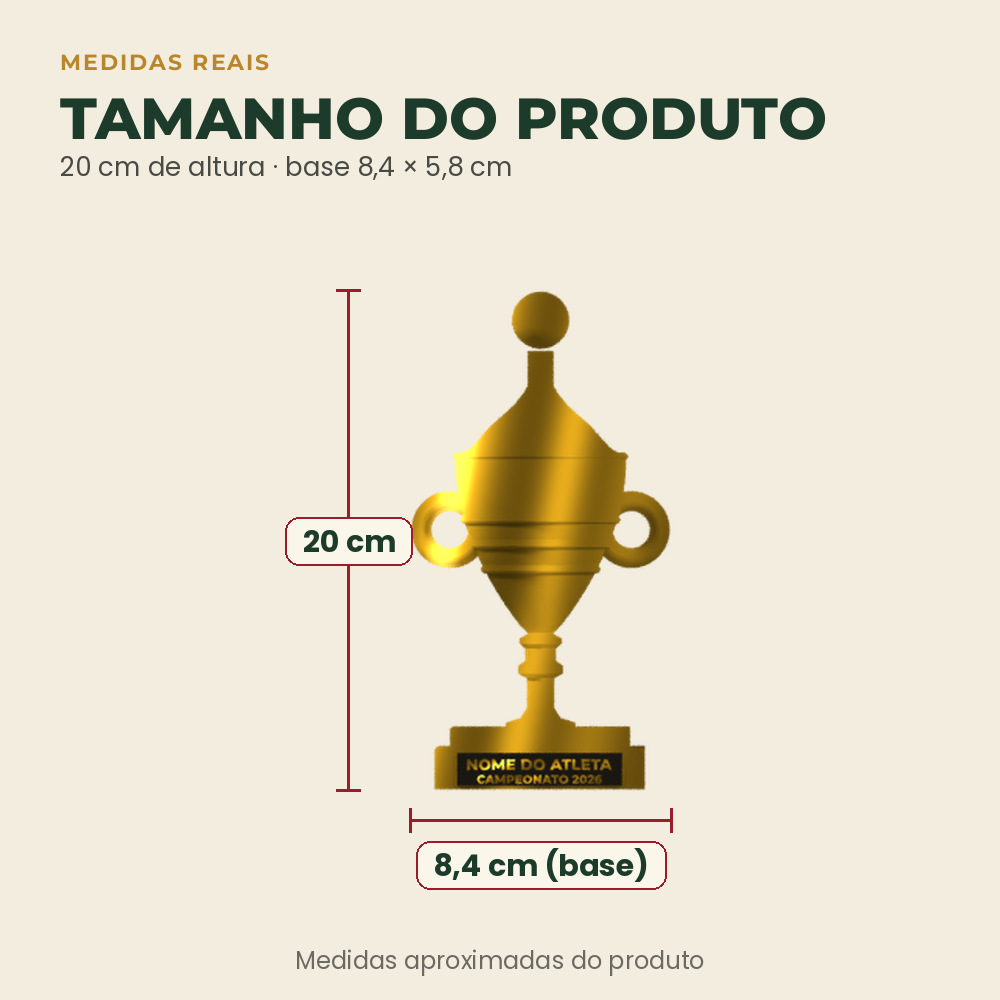 MEDIDAS REAIS
TAMANHO DO PRODUTO
20 cm de altura · base 8,4 × 5,8 cm
20 cm
NOME DO ATLETA
CAMPEONATO 2026
8,4 cm (base)
Medidas aproximadas do produto